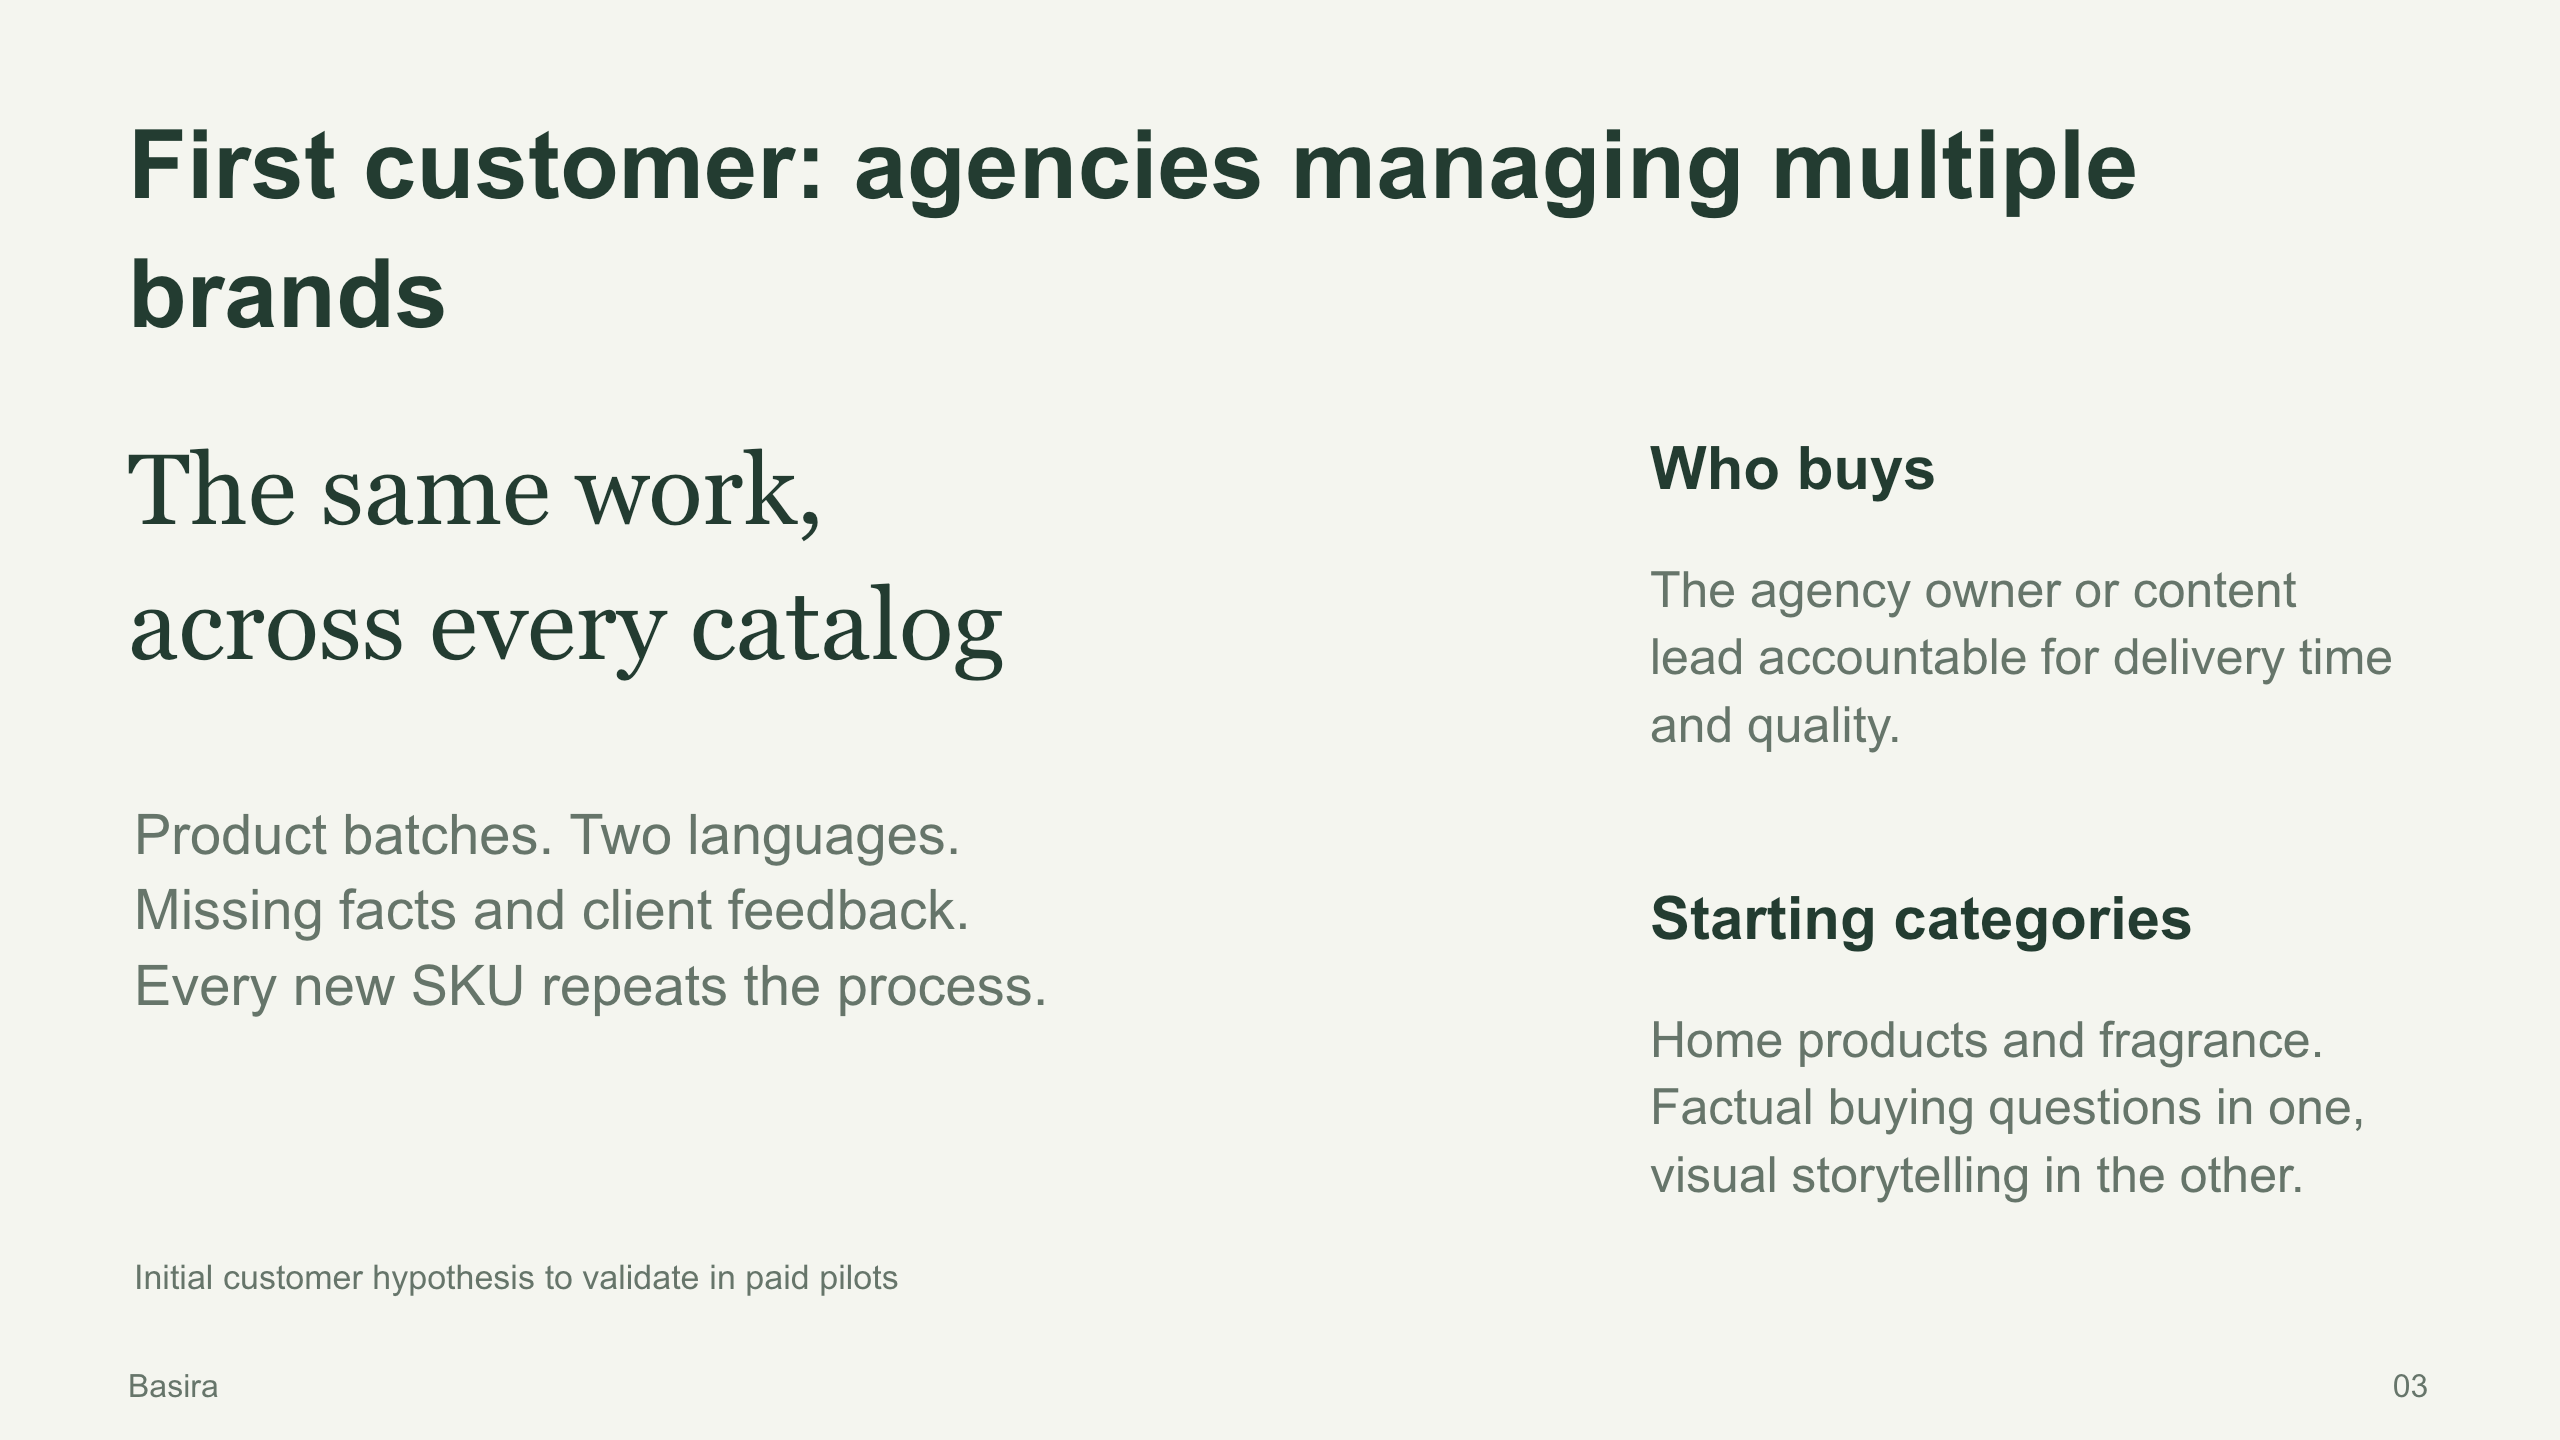 First customer: agencies managing multiple
brands
The same work,
across every catalog
Product batches. Two languages.
Missing facts and client feedback.
Every new SKU repeats the process.
Initial customer hypothesis to validate in paid pilots
Who buys
The agency owner or content
lead accountable for delivery time
and quality.
Starting categories
Home products and fragrance.
Factual buying questions in one,
visual storytelling in the other.
Basira
03